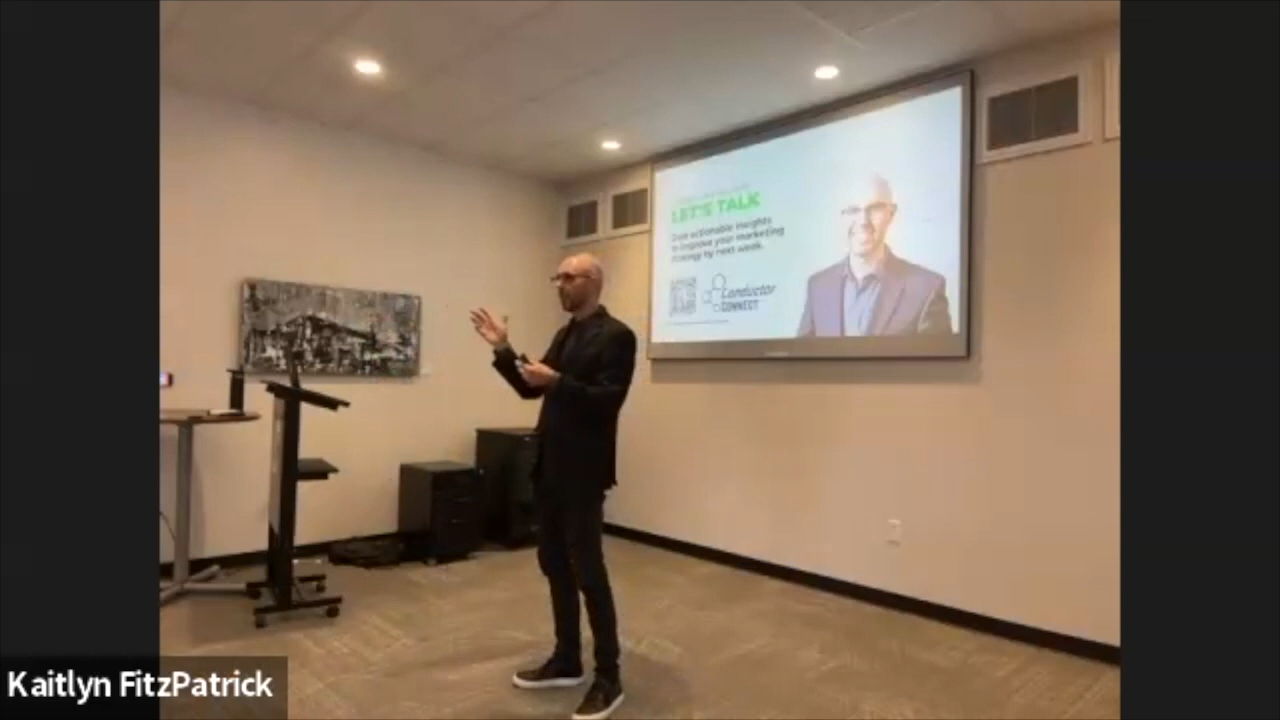 LET'S TALK
Gain actionable insights
to improve your marketing
strategy by next week.
Conductor
CONNECT
Kaitlyn FitzPatrick